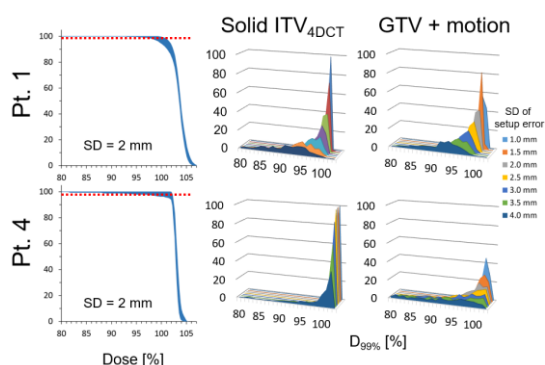 Solid ITV4DCT
GTV + motion
Pt. 1
100
80
60
40
20
0
SD = 2 mm
80 85 90 95 100 105
100
80
60
40
20
0
80 85 90 95 100
100
80
60
40
20
0
80 85 90 95 100
SD of
setup error
1.0 mm
1.5 mm
2.0 mm
2.5 mm
3.0 mm
3.5 mm
4.0 mm
Pt. 4
100
80
60
40
20
0
SD = 2 mm
80 85 90 95 100 105
Dose [%]
100
80
60
40
20
0
80 85 90 95 100
100
80
60
40
20
0
80 85 90 95 100
D99% [%]